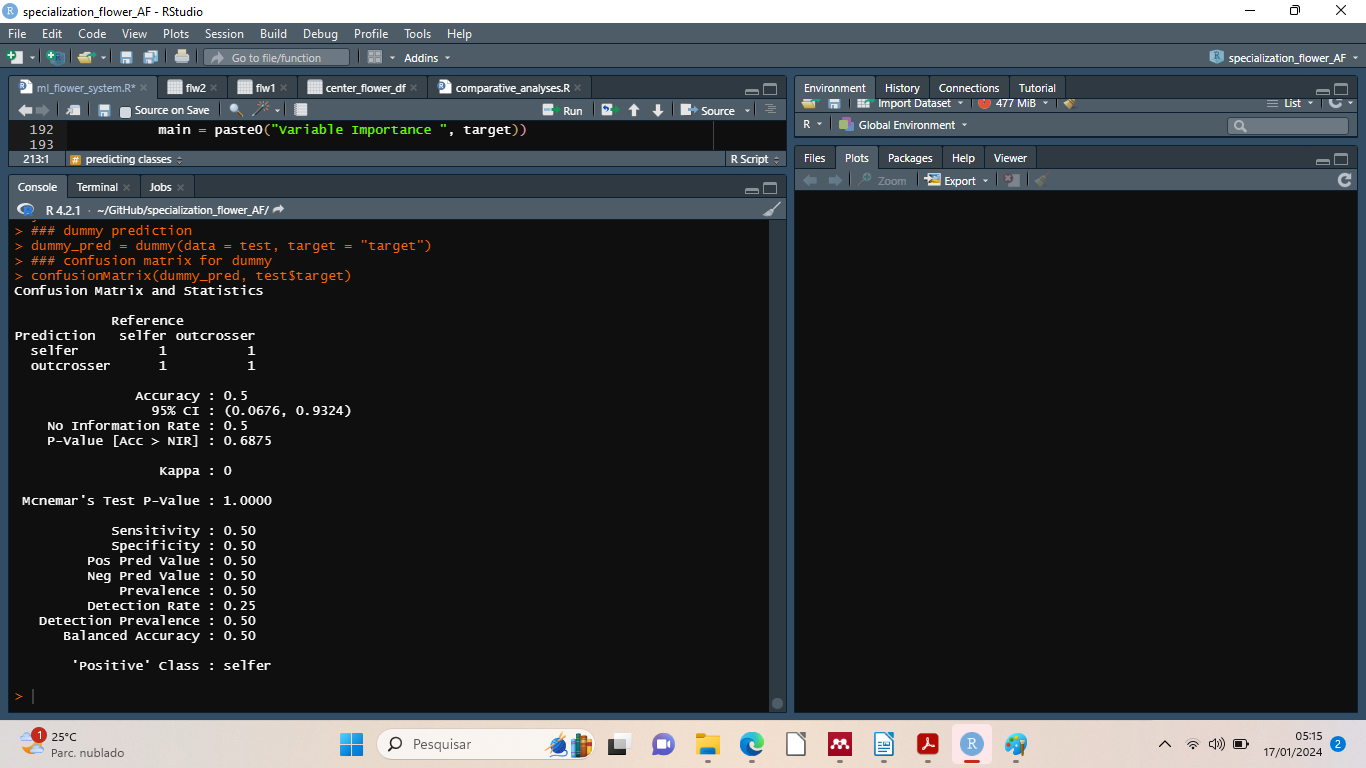 specialization_flower_AF - RStudio
File Edit Code View Plots Session Build Debug Profile Tools Help
Go to file/function Addins specialization_flower_AF
ml_flower_system.R* fiw2 fiw1 center_flower_df comparative_analyses.R
Source on Save Run Source
192 main = paste0("Variable Importance ", target))
193
213:1 predicting classes R Script
Console Terminal Jobs
R 4.2.1 · ~/GitHub/specialization_flower_AF/
> ### dummy prediction
> dummy_pred = dummy(data = test, target = "target")
> ### confusion matrix for dummy
> confusionMatrix(dummy_pred, test$target)
Confusion Matrix and Statistics
Reference
Prediction selfer outcrosser
selfer 1 1
outcrosser 1 1
Accuracy : 0.5
95% CI : (0.0676, 0.9324)
No Information Rate : 0.5
P-Value [Acc > NIR] : 0.6875
Kappa : 0
Mcnemar's Test P-Value : 1.0000
Sensitivity : 0.50
Specificity : 0.50
Pos Pred Value : 0.50
Neg Pred Value : 0.50
Prevalence : 0.50
Detection Rate : 0.25
Detection Prevalence : 0.50
Balanced Accuracy : 0.50
'Positive' Class : selfer
>
Environment History Connections Tutorial
Import Dataset 477 MiB List
R Global Environment
Files Plots Packages Help Viewer
Zoom Export
1 25°C
Parc. nublado
Pesquisar
R
05:15
17/01/2024
2